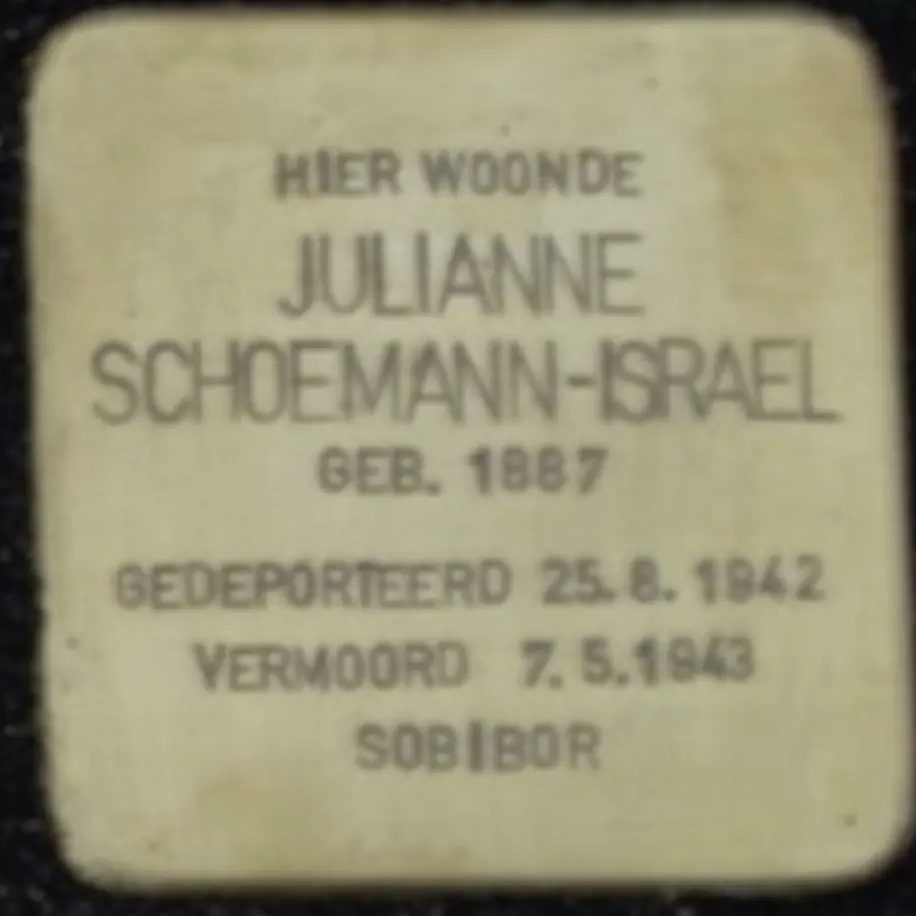 HIER WOONDE
JULIANNE
SCHOEMANN-ISRAEL
GEB. 1887
GEDEPORTEERD 25.8.1942
VERMOORD 7.5.1943
SOBIBOR